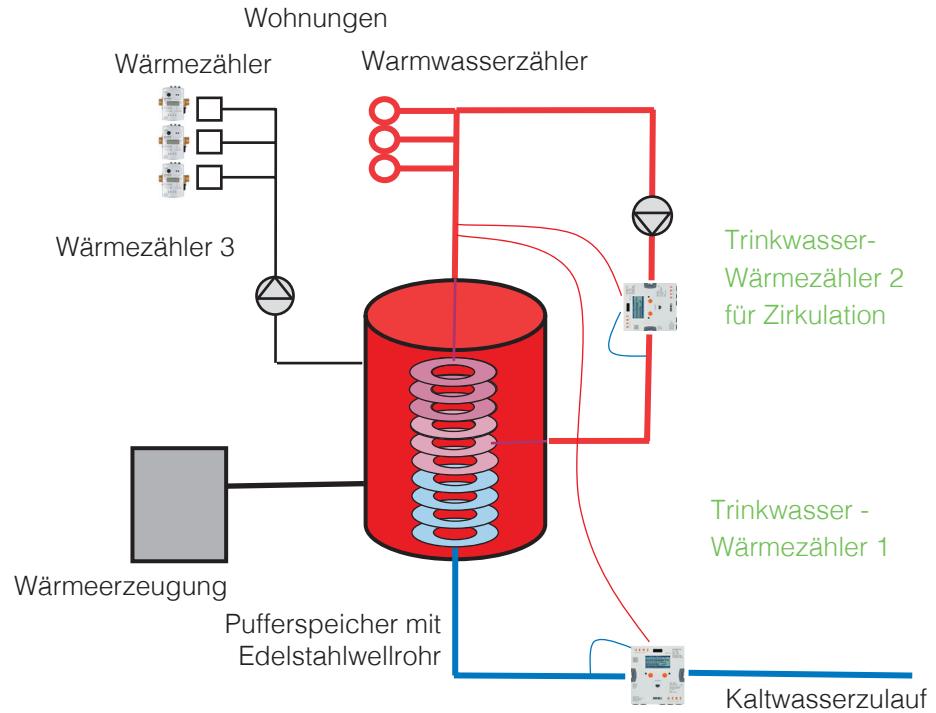 Wohnungen
Wärmezähler
Warmwasserzähler
Wärmezähler 3
Trinkwasser-
Wärmezähler 2
für Zirkulation
Trinkwasser -
Wärmezähler 1
Wärmeerzeugung
Pufferspeicher mit
Edelstahlwellrohr
Kaltwasserzulauf